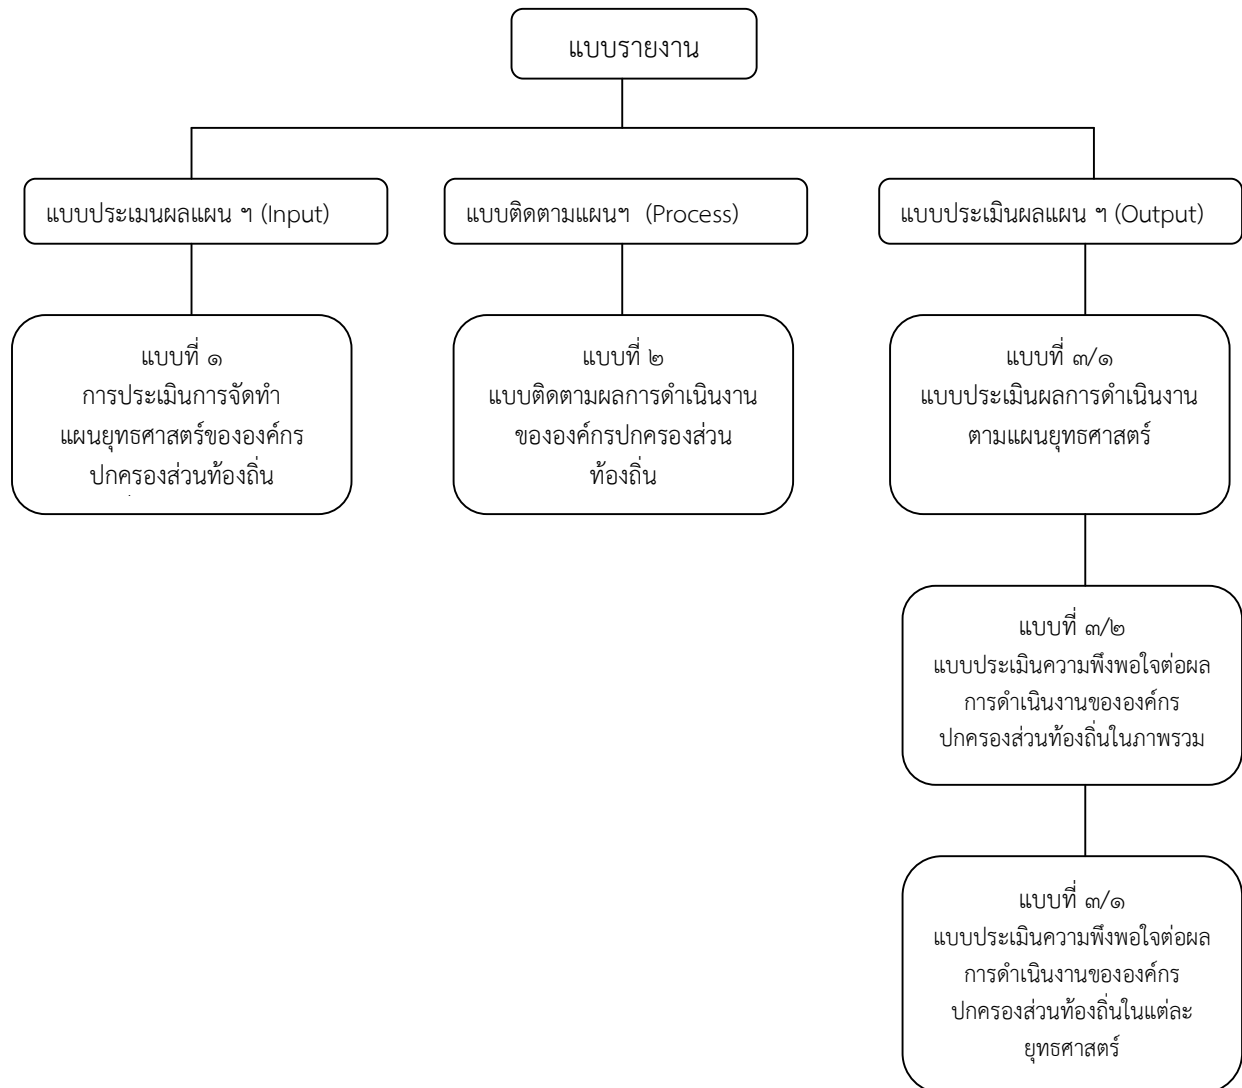 แบบรายงาน
แบบประเมนผลแผน ฯ (Input)
แบบติดตามแผนฯ (Process)
แบบประเมินผลแผน ฯ (Output)
แบบที่ ๑
การประเมินการจัดทำ
แผนยุทธศาสตร์ขององค์กร
ปกครองส่วนท้องถิ่น
แบบที่ ๒
แบบติดตามผลการดำเนินงาน
ขององค์กรปกครองส่วน
ท้องถิ่น
แบบที่ ๓/๑
แบบประเมินผลการดำเนินงาน
ตามแผนยุทธศาสตร์
แบบที่ ๓/๒
แบบประเมินความพึงพอใจต่อผล
การดำเนินงานขององค์กร
ปกครองส่วนท้องถิ่นในภาพรวม
แบบที่ ๓/๑
แบบประเมินความพึงพอใจต่อผล
การดำเนินงานขององค์กร
ปกครองส่วนท้องถิ่นในแต่ละ
ยุทธศาสตร์